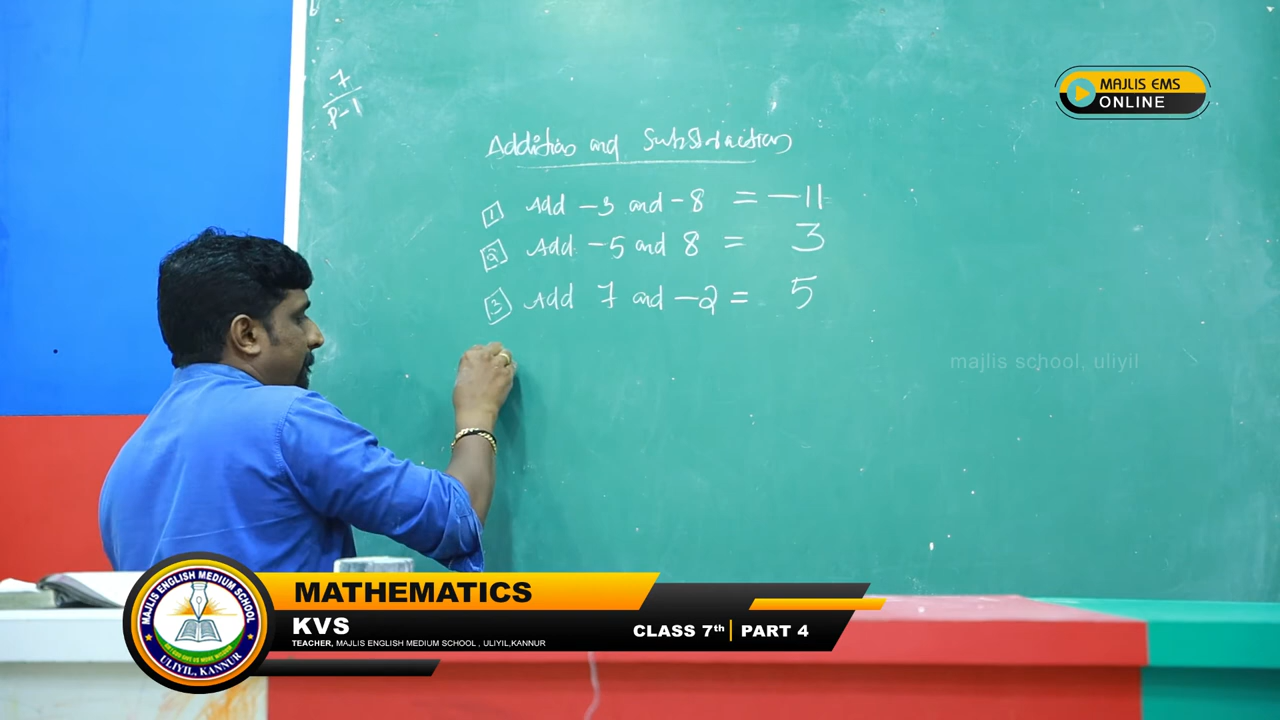 7
P-1
MAJLIS EMS
ONLINE
Addition and Substraction
1 Add -3 and -8 = -11
2 Add -5 and 8 = 3
3 Add 7 and -2 = 5
majlis school, uliyil
MATHEMATICS
KVS
TEACHER, MAJLIS ENGLISH MEDIUM SCHOOL , ULIYIL,KANNUR
CLASS 7th | PART 4
MAJLIS ENGLISH MEDIUM SCHOOL
ULIYIL, KANNUR